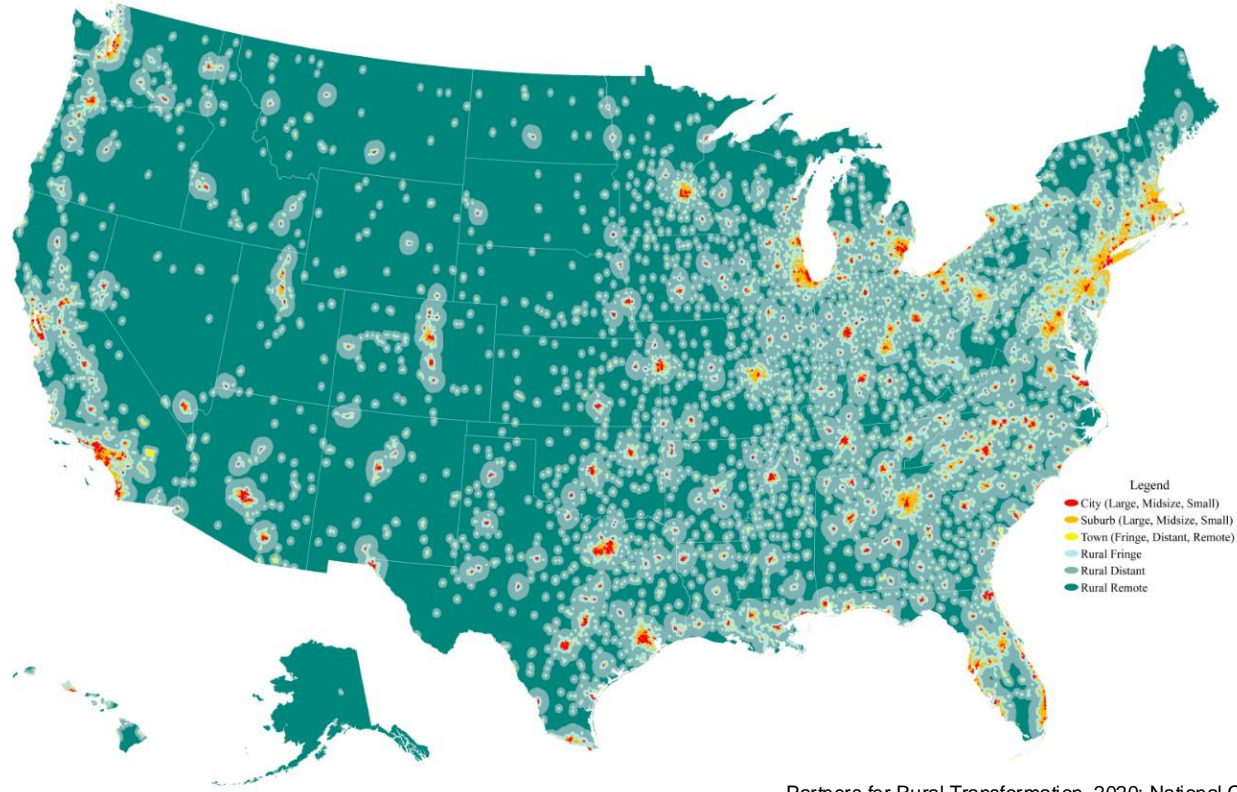 Legend
City (Large, Midsize, Small)
Suburb (Large, Midsize, Small)
Town (Fringe, Distant, Remote)
Rural Fringe
Rural Distant
Rural Remote
Partners for Rural Transformation, 2020; National C